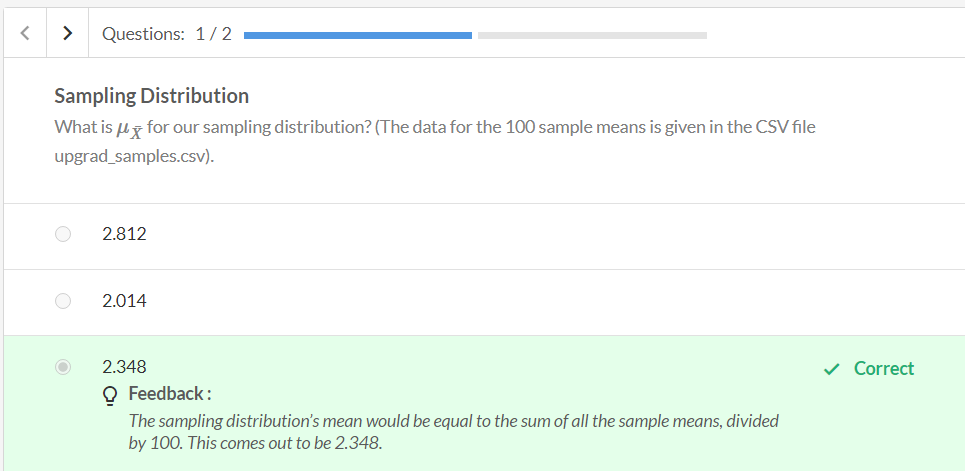 Questions: 1 / 2
Sampling Distribution
What is μX̄ for our sampling distribution? (The data for the 100 sample means is given in the CSV file
upgrad_samples.csv).
2.812
2.014
2.348
Correct
Feedback :
The sampling distribution's mean would be equal to the sum of all the sample means, divided
by 100. This comes out to be 2.348.